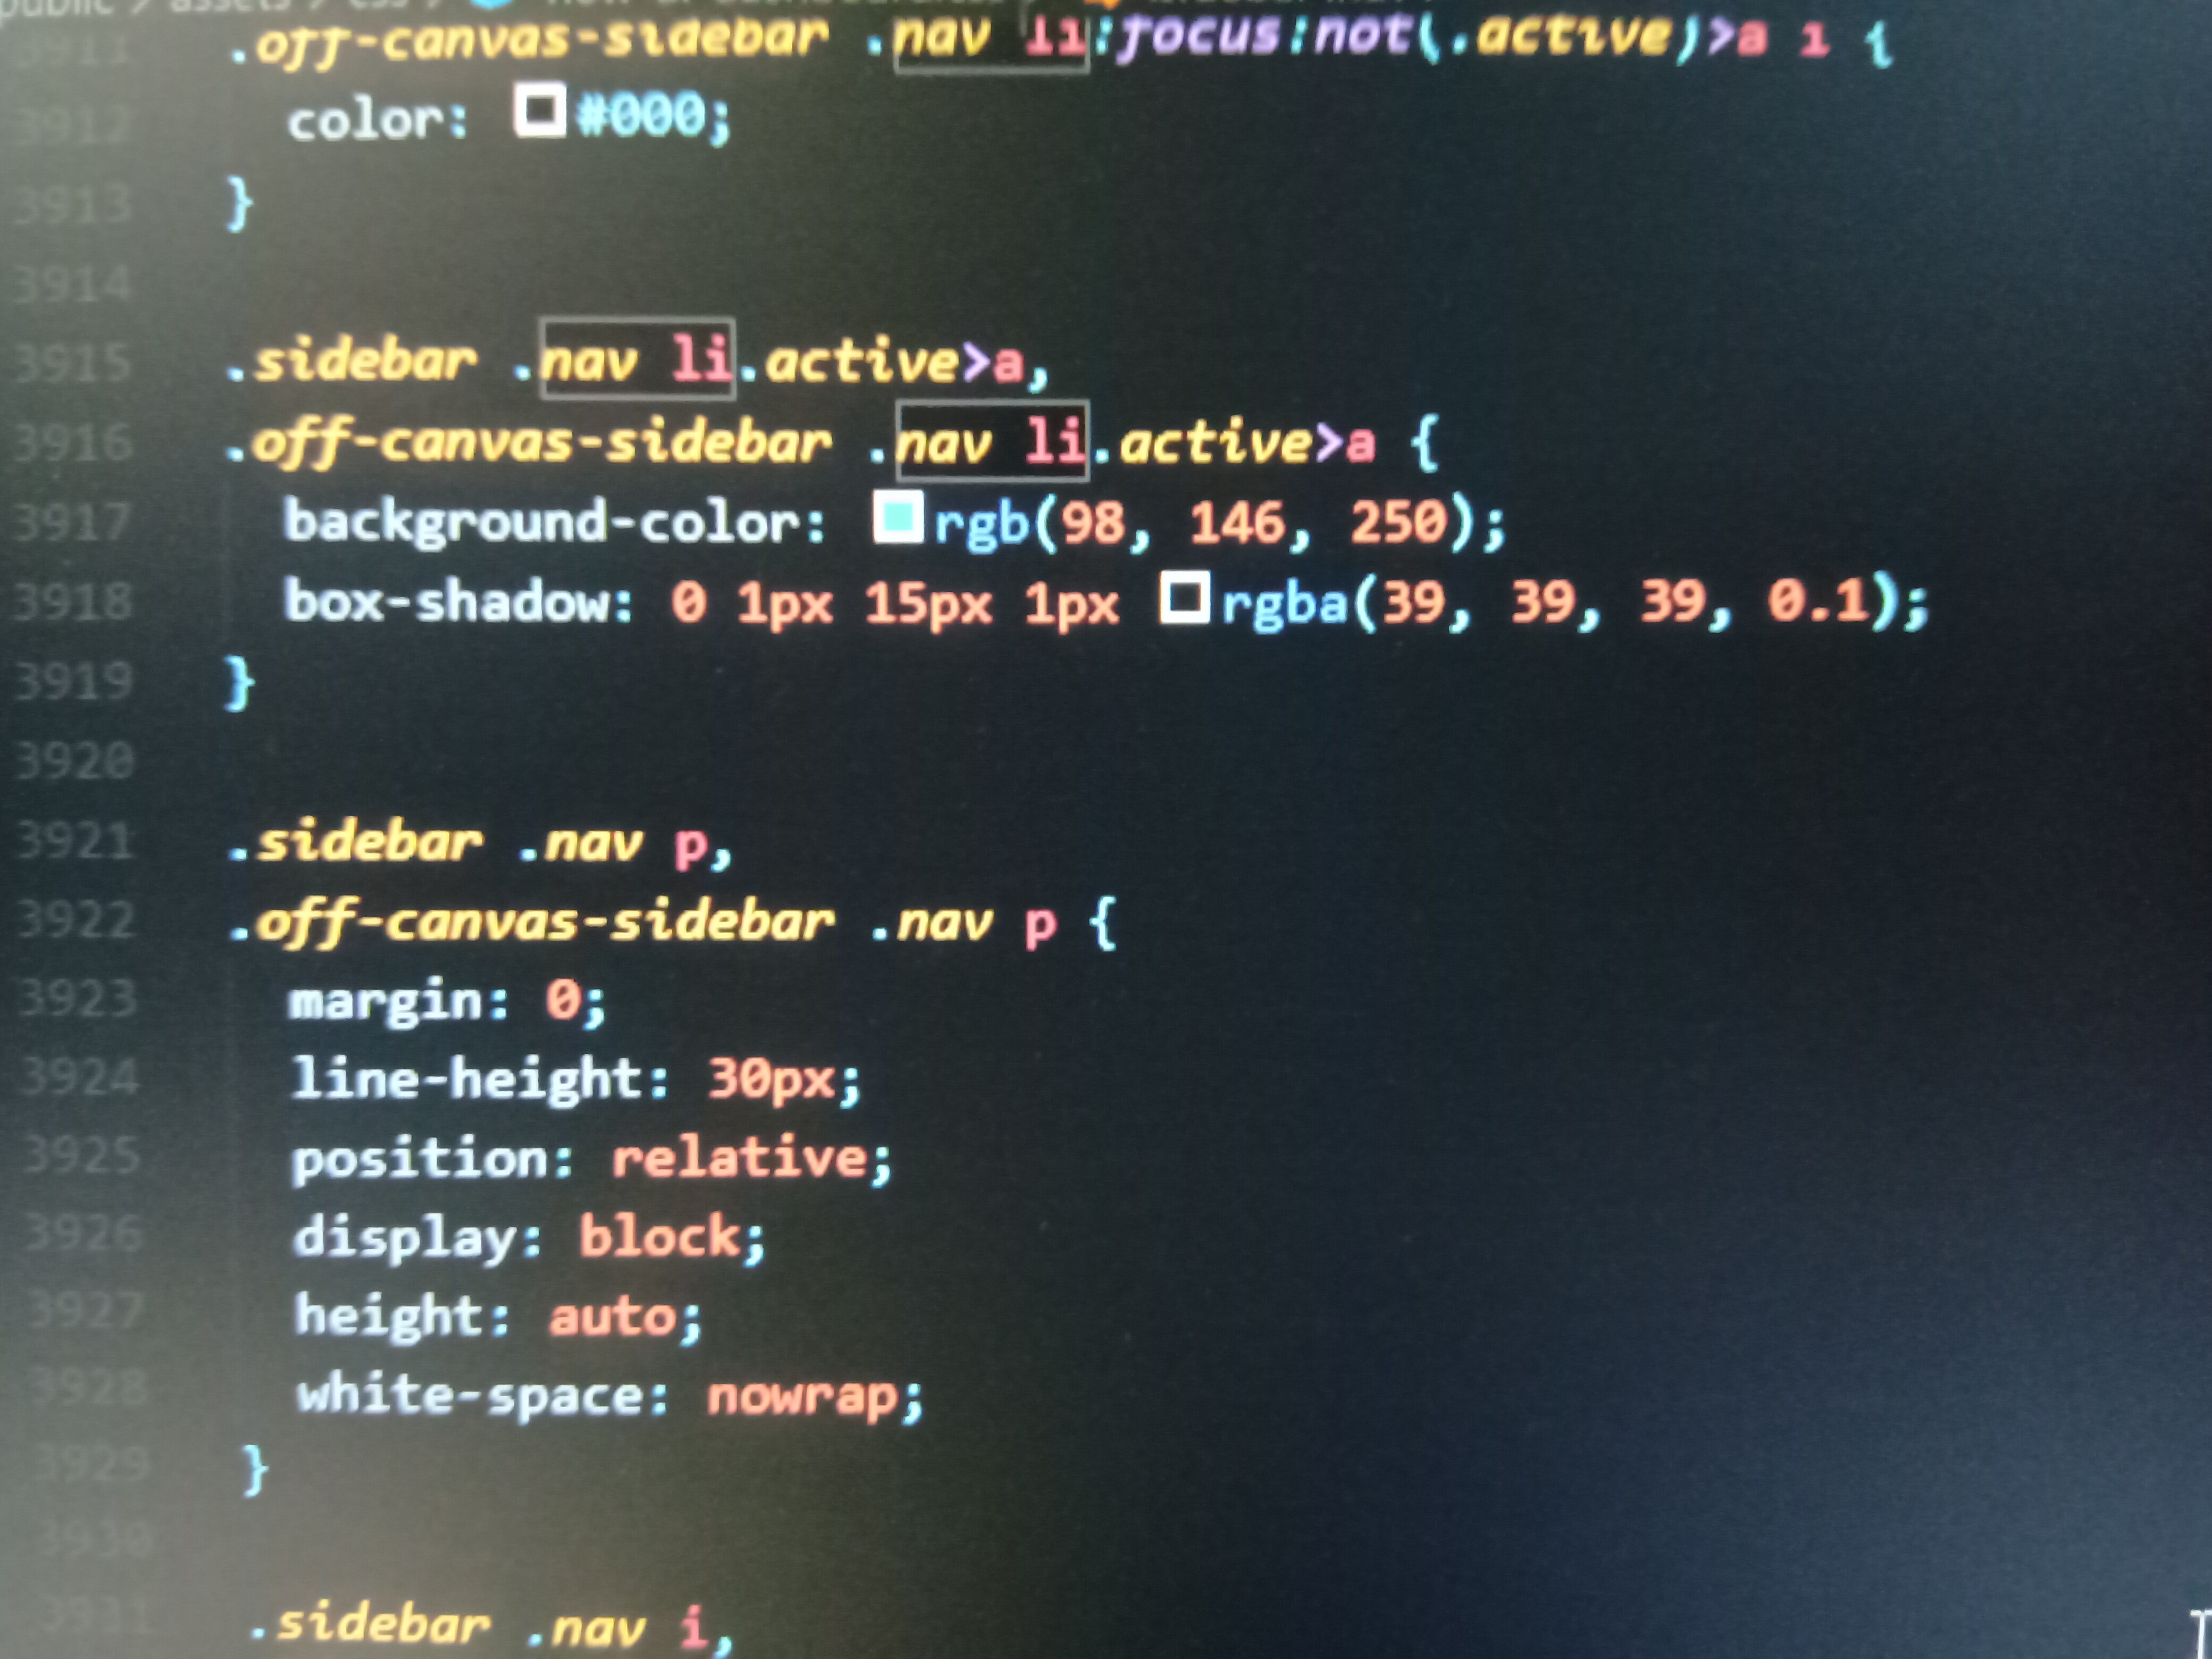 public / assets / css /
3911 .off-canvas-sidebar .nav li:focus:not(.active)>a i {
3912 color: #000;
3913 }
3914
3915 .sidebar .nav li.active>a,
3916 .off-canvas-sidebar .nav li.active>a {
3917 background-color: rgb(98, 146, 250);
3918 box-shadow: 0 1px 15px 1px rgba(39, 39, 39, 0.1);
3919 }
3920
3921 .sidebar .nav p,
3922 .off-canvas-sidebar .nav p {
3923 margin: 0;
3924 line-height: 30px;
3925 position: relative;
3926 display: block;
3927 height: auto;
3928 white-space: nowrap;
3929 }
3930
3931 .sidebar .nav i,